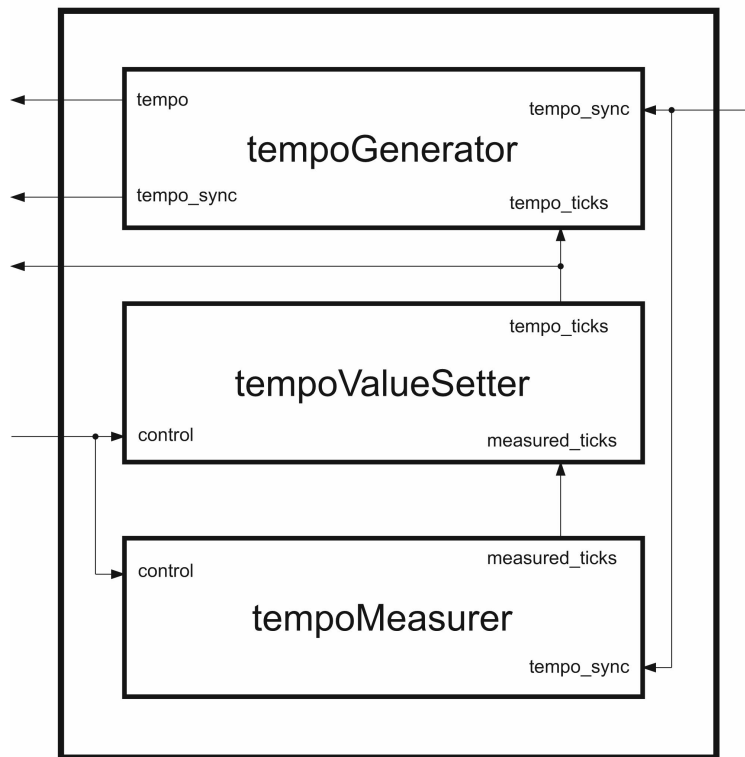 tempo
tempo_sync
tempoGenerator
tempo_sync
tempo_ticks
tempo_ticks
tempoValueSetter
control
measured_ticks
measured_ticks
control
tempoMeasurer
tempo_sync